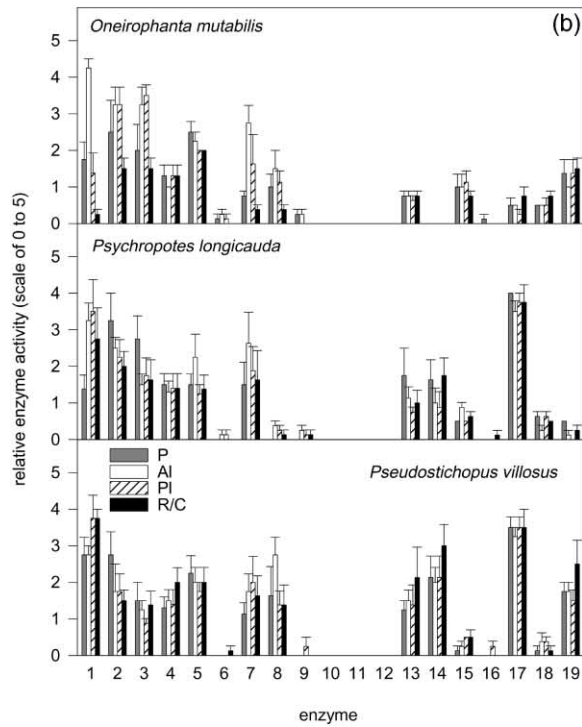 (b)
Oneirophanta mutabilis
5
4
3
2
1
0
Psychropotes longicauda
5
4
3
2
1
0
P
AI
PI
R/C
Pseudostichopus villosus
5
4
3
2
1
0
relative enzyme activity (scale of 0 to 5)
1 2 3 4 5 6 7 8 9 10 11 12 13 14 15 16 17 18 19
enzyme